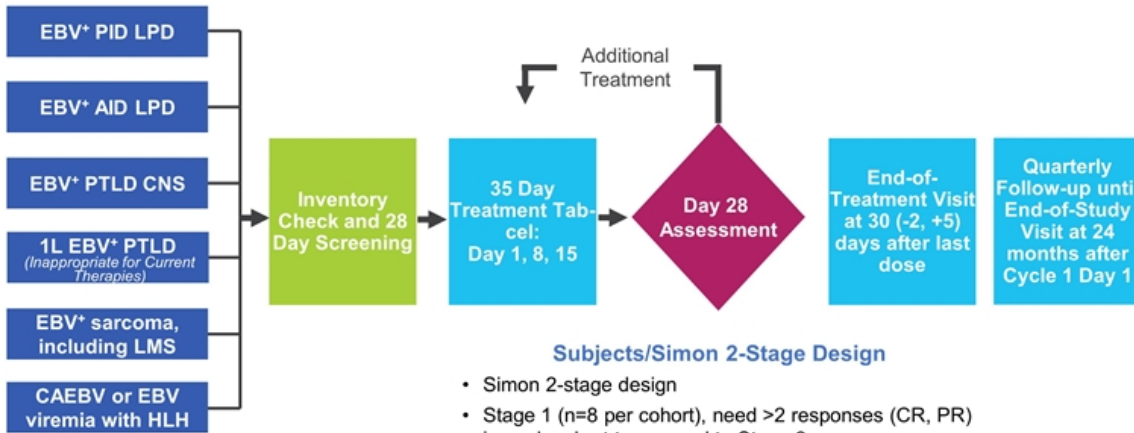 EBV⁺ PID LPD
EBV⁺ AID LPD
EBV⁺ PTLD CNS
1L EBV⁺ PTLD
(Inappropriate for Current
Therapies)
EBV⁺ sarcoma,
including LMS
CAEBV or EBV
viremia with HLH
Inventory
Check and 28
Day Screening
35 Day
Treatment Tab-
cel:
Day 1, 8, 15
Additional
Treatment
Day 28
Assessment
End-of-
Treatment Visit
at 30 (-2, +5)
days after last
dose
Quarterly
Follow-up until
End-of-Study
Visit at 24
months after
Cycle 1 Day 1
Subjects/Simon 2-Stage Design
• Simon 2-stage design
• Stage 1 (n=8 per cohort), need >2 responses (CR, PR)